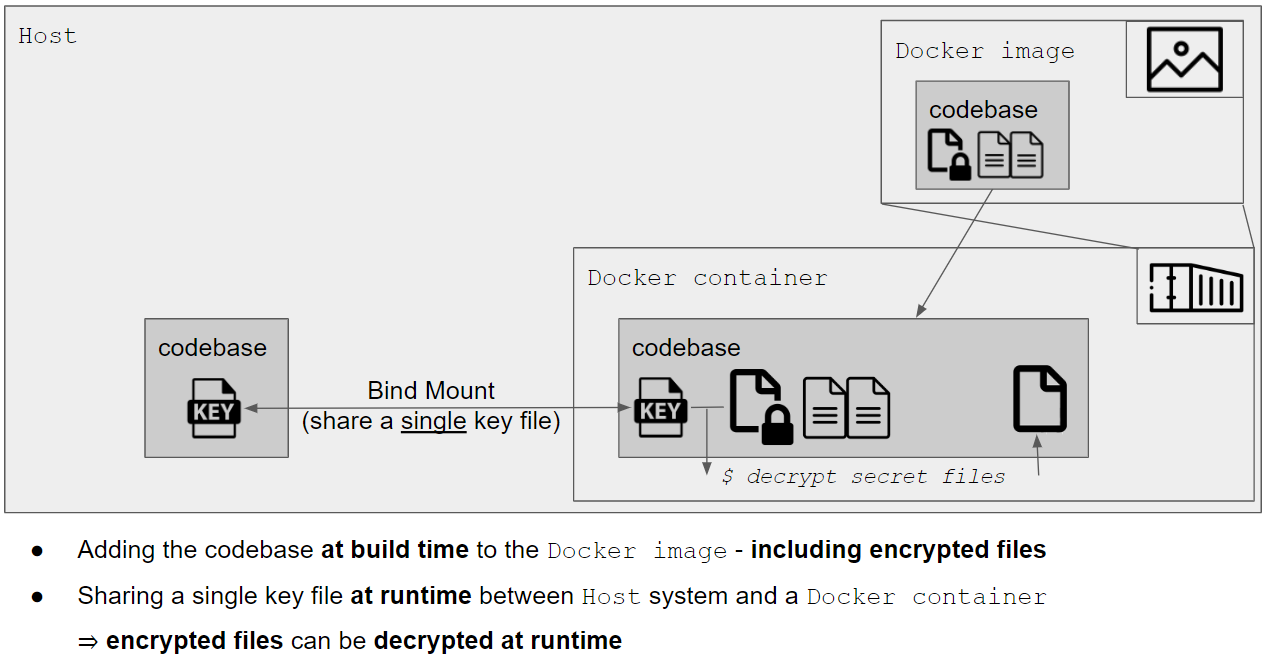 Host
Docker image
codebase
Docker container
codebase
KEY
Bind Mount
(share a single key file)
codebase
KEY
$ decrypt secret files
● Adding the codebase at build time to the Docker image - including encrypted files
● Sharing a single key file at runtime between Host system and a Docker container
⇒ encrypted files can be decrypted at runtime